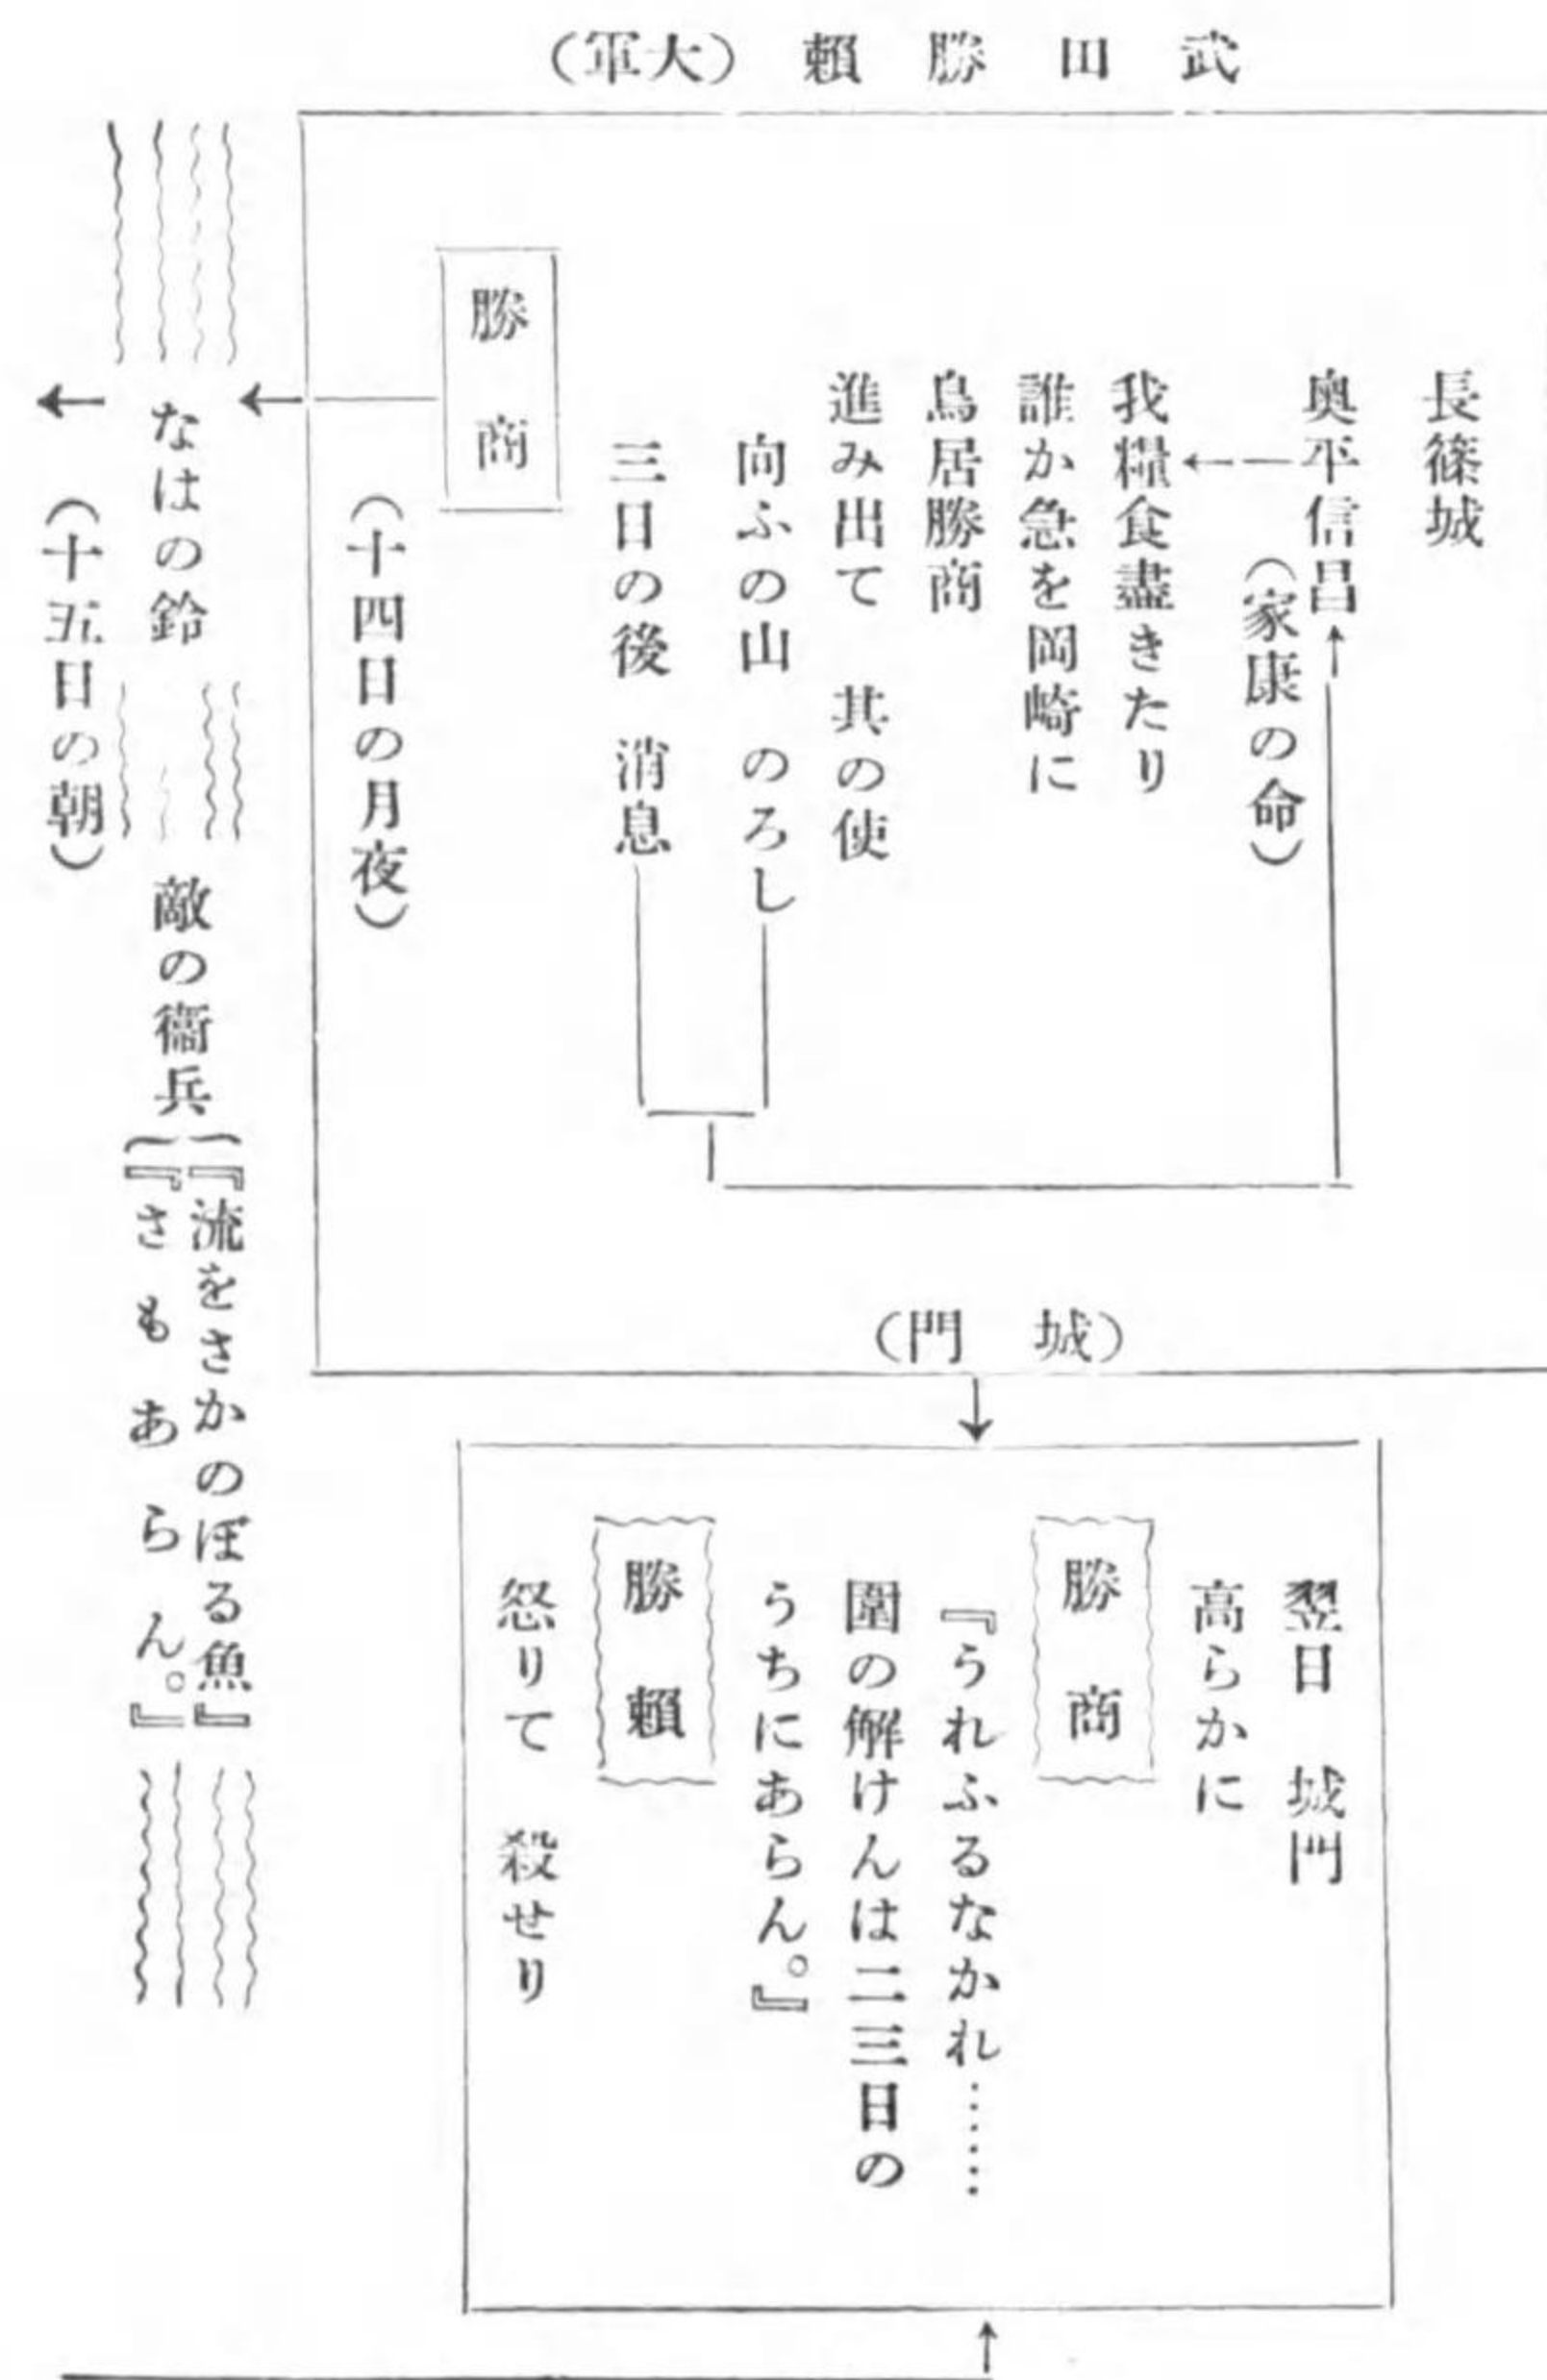 武田勝頼（大軍）
長篠城
奥平信昌
（家康の命）
我糧食盡きたり
誰か急を岡崎に
鳥居勝商
進み出て　其の使
向ふの山　のろし
三日の後　消息
勝商
（十四日の月夜）
（城門）
なはの鈴
敵の衞兵
『流をさかのぼる魚』
『さもあらん。』
（十五日の朝）
翌日　城門
高らかに
勝商
『うれふるなかれ……
圍の解けんは二三日の
うちにあらん。』
勝頼
怒りて　殺せり